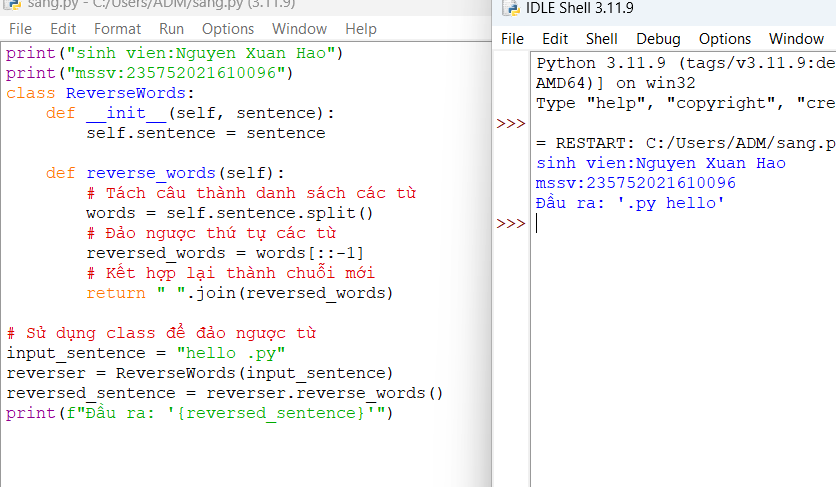 sang.py - C:/Users/ADM/sang.py (3.11.9)
File Edit Format Run Options Window Help
print("sinh vien:Nguyen Xuan Hao")
print("mssv:235752021610096")
class ReverseWords:
    def __init__(self, sentence):
        self.sentence = sentence

    def reverse_words(self):
        # Tách câu thành danh sách các từ
        words = self.sentence.split()
        # Đảo ngược thứ tự các từ
        reversed_words = words[::-1]
        # Kết hợp lại thành chuỗi mới
        return " ".join(reversed_words)

# Sử dụng class để đảo ngược từ
input_sentence = "hello .py"
reverser = ReverseWords(input_sentence)
reversed_sentence = reverser.reverse_words()
print(f"Đầu ra: '{reversed_sentence}'")
IDLE Shell 3.11.9
File Edit Shell Debug Options Window
Python 3.11.9 (tags/v3.11.9:de
AMD64)] on win32
Type "help", "copyright", "cre
>>>
= RESTART: C:/Users/ADM/sang.p
sinh vien:Nguyen Xuan Hao
mssv:235752021610096
Đầu ra: '.py hello'
>>>